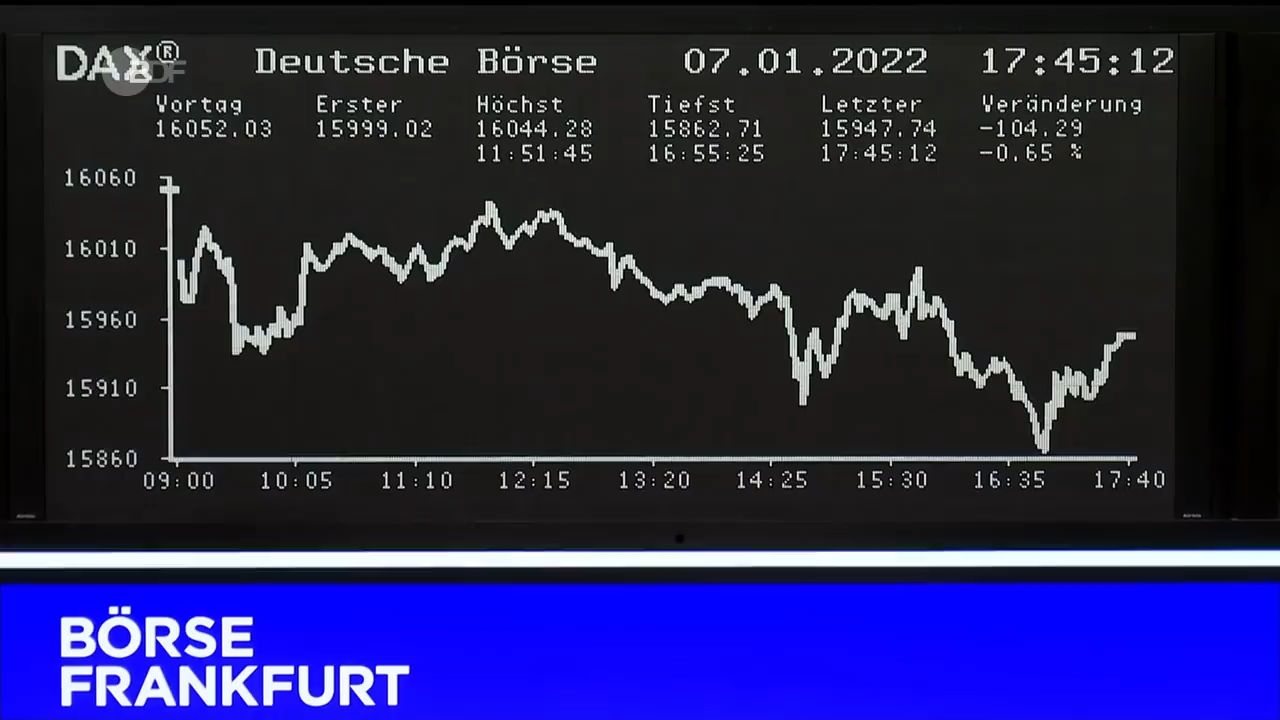 DAX® Deutsche Börse 07.01.2022 17:45:12
ZDF
Vortag Erster Höchst Tiefst Letzter Veränderung
16052.03 15999.02 16044.28 15862.71 15947.74 -104.29
11:51:45 16:55:25 17:45:12 -0.65 %
16060
16010
15960
15910
15860
09:00 10:05 11:10 12:15 13:20 14:25 15:30 16:35 17:40
BÖRSE
FRANKFURT